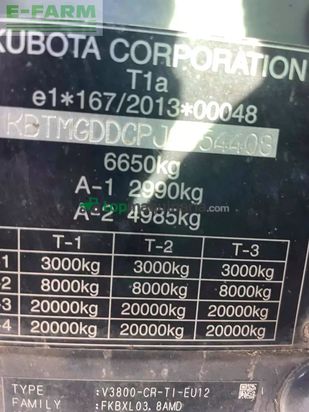 E-FARM
KUBOTA CORPORATION
T1a
e1*167/2013*00048
6650kg
A-1 2990kg
A-2 4985kg
T-1 T-2 T-3
-1 3000kg 3000kg 3000kg
-2 8000kg 8000kg 8000kg
-3 20000kg 20000kg 20000kg
-4 20000kg 20000kg 20000kg
TYPE :V3800-CR-TI-EU12
FAMILY :FKBXL03.8AMD